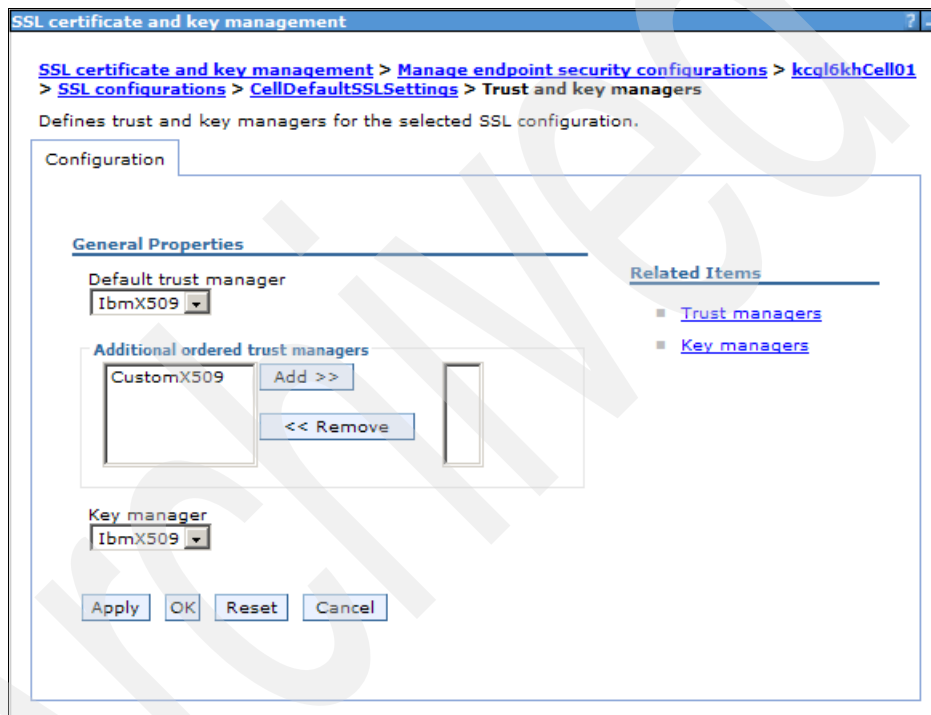 SSL certificate and key management ? -
SSL certificate and key management > Manage endpoint security configurations > kcgl6khCell01
> SSL configurations > CellDefaultSSLSettings > Trust and key managers
Defines trust and key managers for the selected SSL configuration.
Configuration
General Properties
Default trust manager
IbmX509
Additional ordered trust managers
CustomX509
Add >>
<< Remove
Key manager
IbmX509
Apply OK Reset Cancel
Related Items
Trust managers
Key managers
Archived